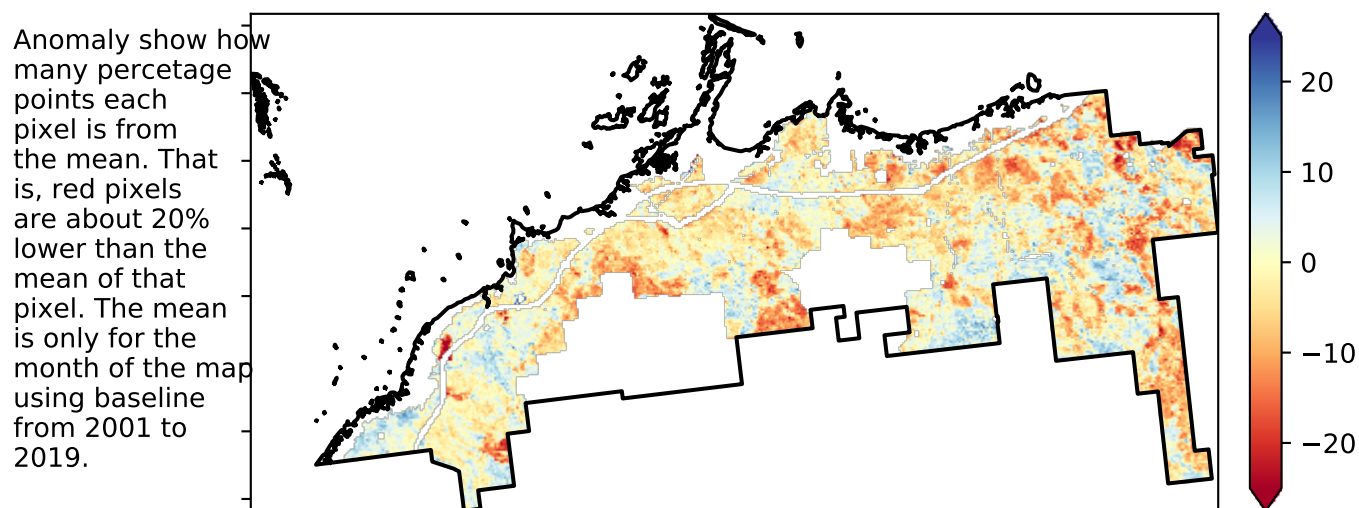 Anomaly show how
many percetage
points each
pixel is from
the mean. That
is, red pixels
are about 20%
lower than the
mean of that
pixel. The mean
is only for the
month of the map
using baseline
from 2001 to
2019.
20
10
0
−10
−20